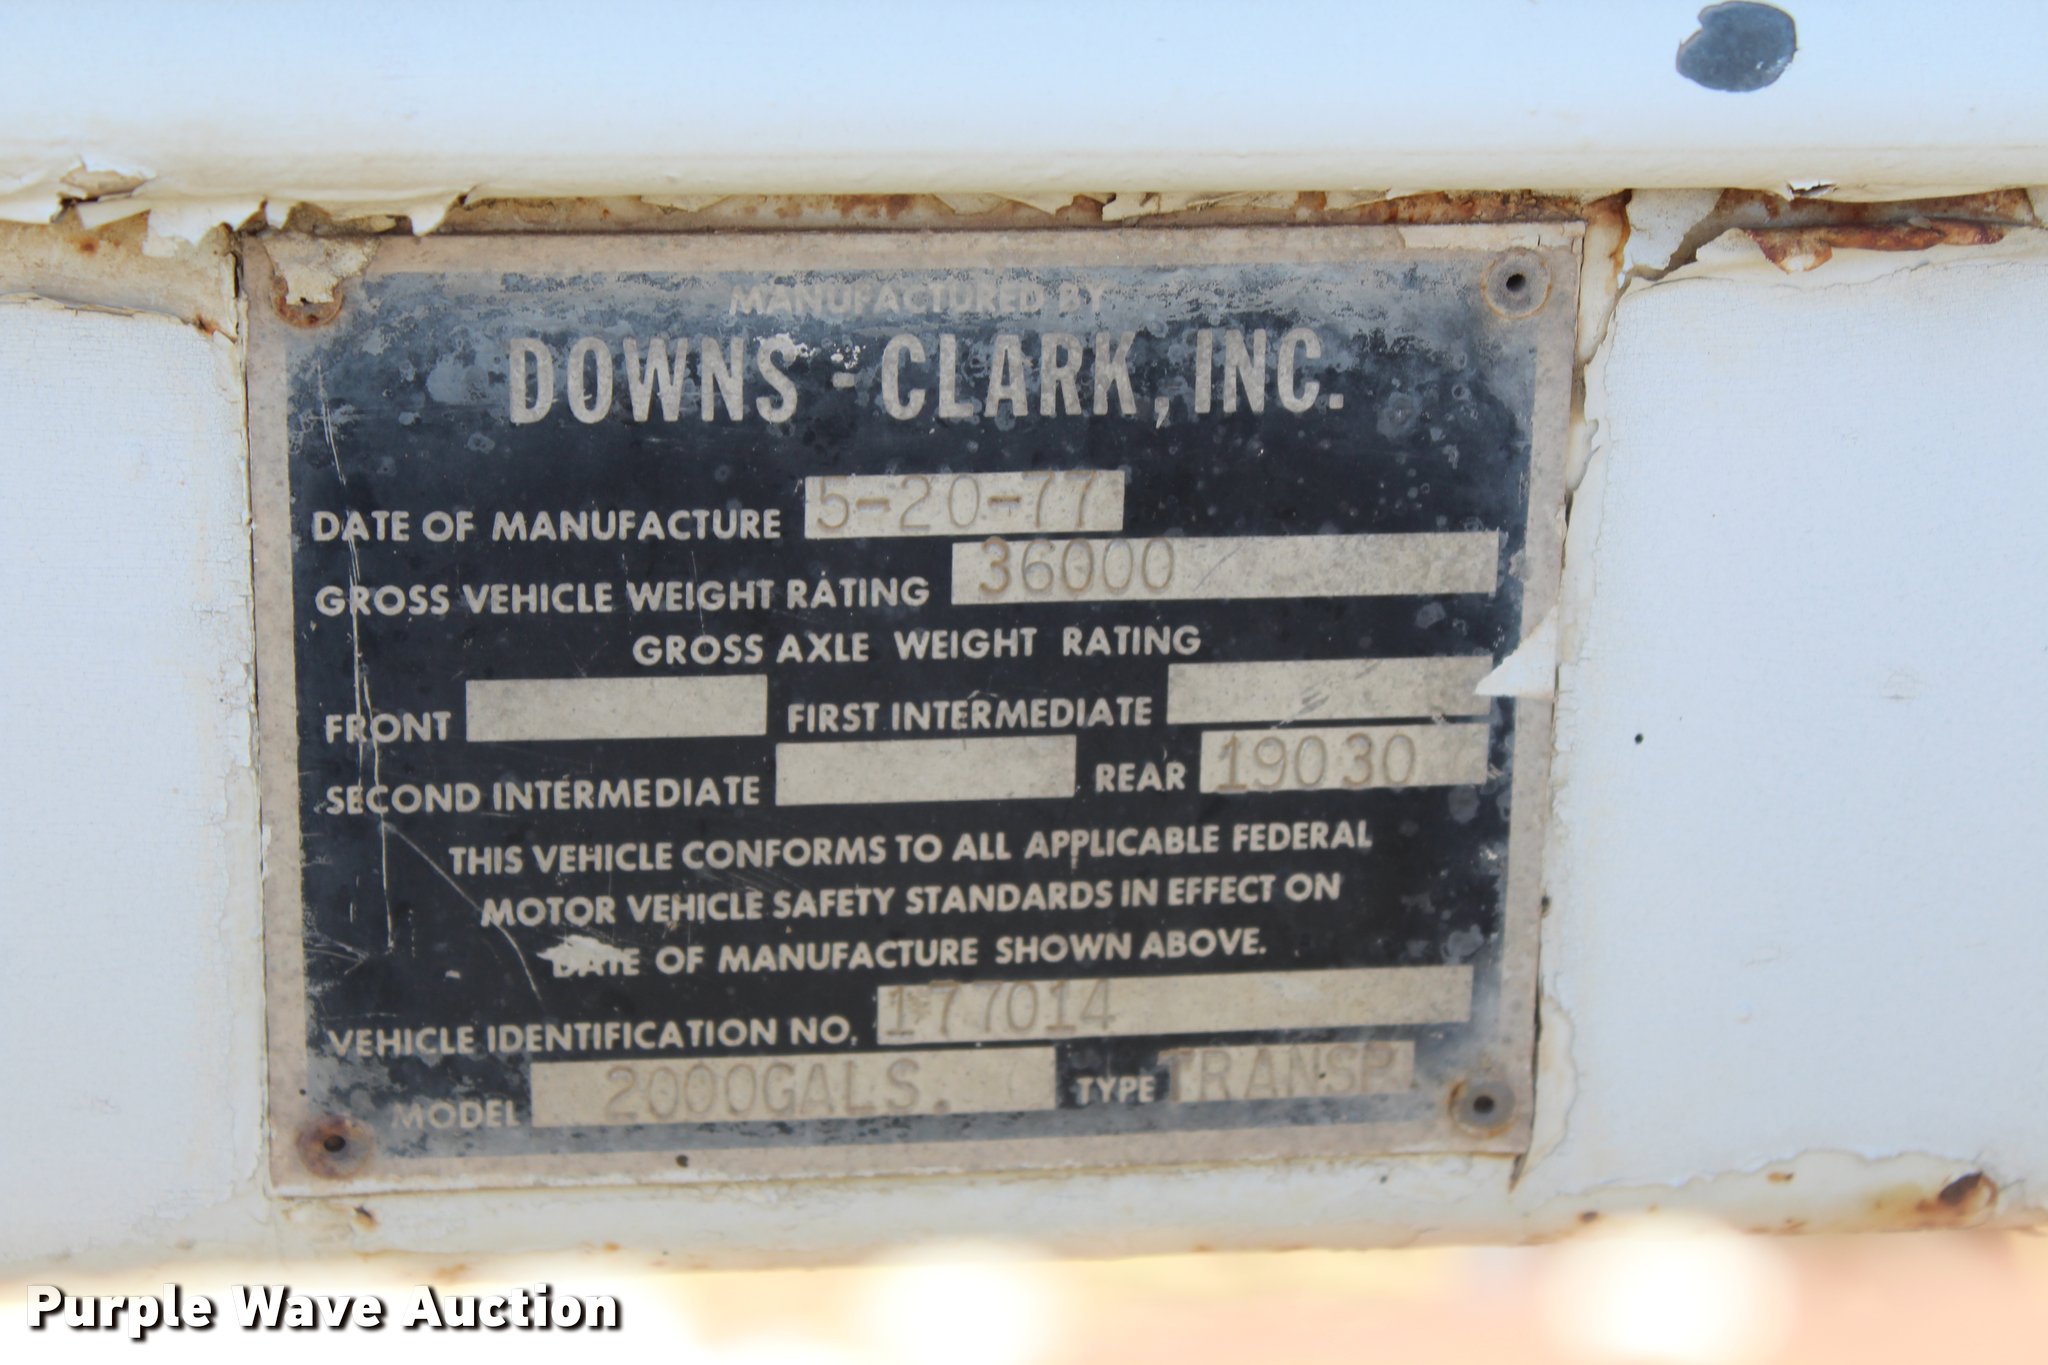 MANUFACTURED BY
DOWNS - CLARK, INC.
DATE OF MANUFACTURE 5-20-77
GROSS VEHICLE WEIGHT RATING 36000
GROSS AXLE WEIGHT RATING
FRONT FIRST INTERMEDIATE
SECOND INTERMEDIATE REAR 19030
THIS VEHICLE CONFORMS TO ALL APPLICABLE FEDERAL
MOTOR VEHICLE SAFETY STANDARDS IN EFFECT ON
DATE OF MANUFACTURE SHOWN ABOVE.
VEHICLE IDENTIFICATION NO. 177014
MODEL 2000GALS. TYPE TRANSP.
Purple Wave Auction